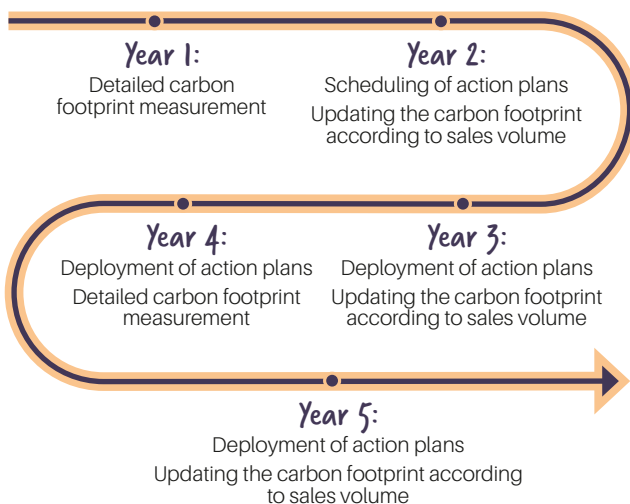 Year 1:
Detailed carbon
footprint measurement
Year 2:
Scheduling of action plans
Updating the carbon footprint
according to sales volume
Year 3:
Deployment of action plans
Updating the carbon footprint
according to sales volume
Year 4:
Deployment of action plans
Detailed carbon footprint
measurement
Year 5:
Deployment of action plans
Updating the carbon footprint according
to sales volume